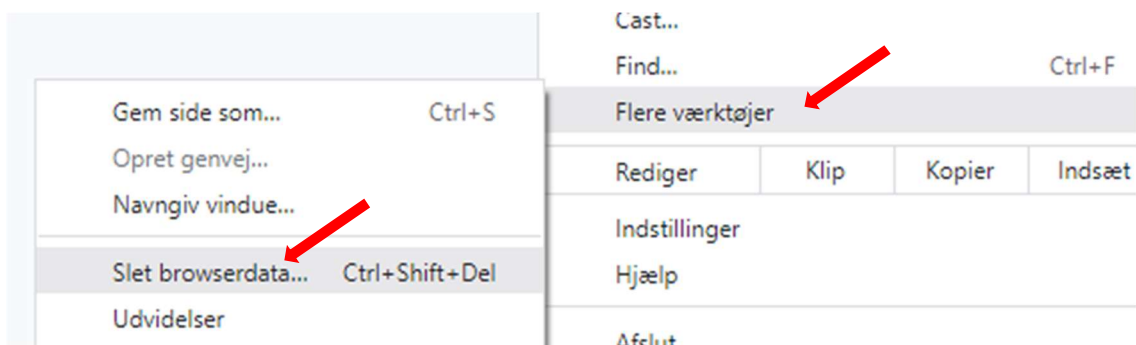 Cast...
Find... Ctrl+F
Flere værktøjer
Rediger Klip Kopier Indsæt
Indstillinger
Hjælp
Afslut
Gem side som... Ctrl+S
Opret genvej...
Navngiv vindue...
Slet browserdata... Ctrl+Shift+Del
Udvidelser